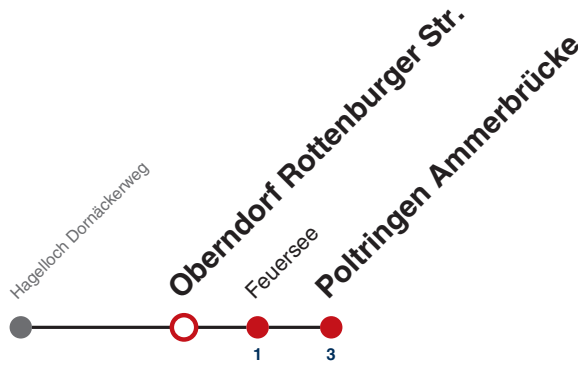 Hagelloch Dornäckerweg
Oberndorf Rottenburger Str.
Feuersee
Poltringen Ammerbrücke
1
3